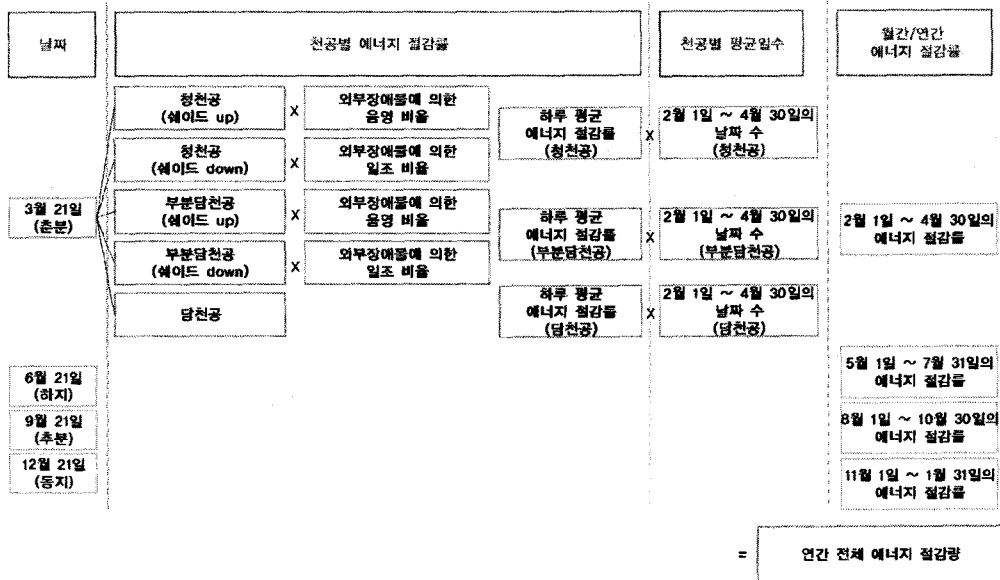 날짜
천공별 에너지 절감률
천공별 평균일수
월간/연간
에너지 절감률
3월 21일
(춘분)
청천공
(쉐이드 up)
X
외부장애물에 의한
음영 비율
청천공
(쉐이드 down)
X
외부장애물에 의한
일조 비율
부분담천공
(쉐이드 up)
X
외부장애물에 의한
음영 비율
부분담천공
(쉐이드 down)
X
외부장애물에 의한
일조 비율
담천공
하루 평균
에너지 절감률
(청천공)
X
2월 1일 ~ 4월 30일의
날짜 수
(청천공)
하루 평균
에너지 절감률
(부분담천공)
X
2월 1일 ~ 4월 30일의
날짜 수
(부분담천공)
하루 평균
에너지 절감률
(담천공)
X
2월 1일 ~ 4월 30일의
날짜 수
(담천공)
2월 1일 ~ 4월 30일의
에너지 절감률
6월 21일
(하지)
5월 1일 ~ 7월 31일의
에너지 절감률
9월 21일
(추분)
8월 1일 ~ 10월 30일의
에너지 절감률
12월 21일
(동지)
11월 1일 ~ 1월 31일의
에너지 절감률
=
연간 전체 에너지 절감량